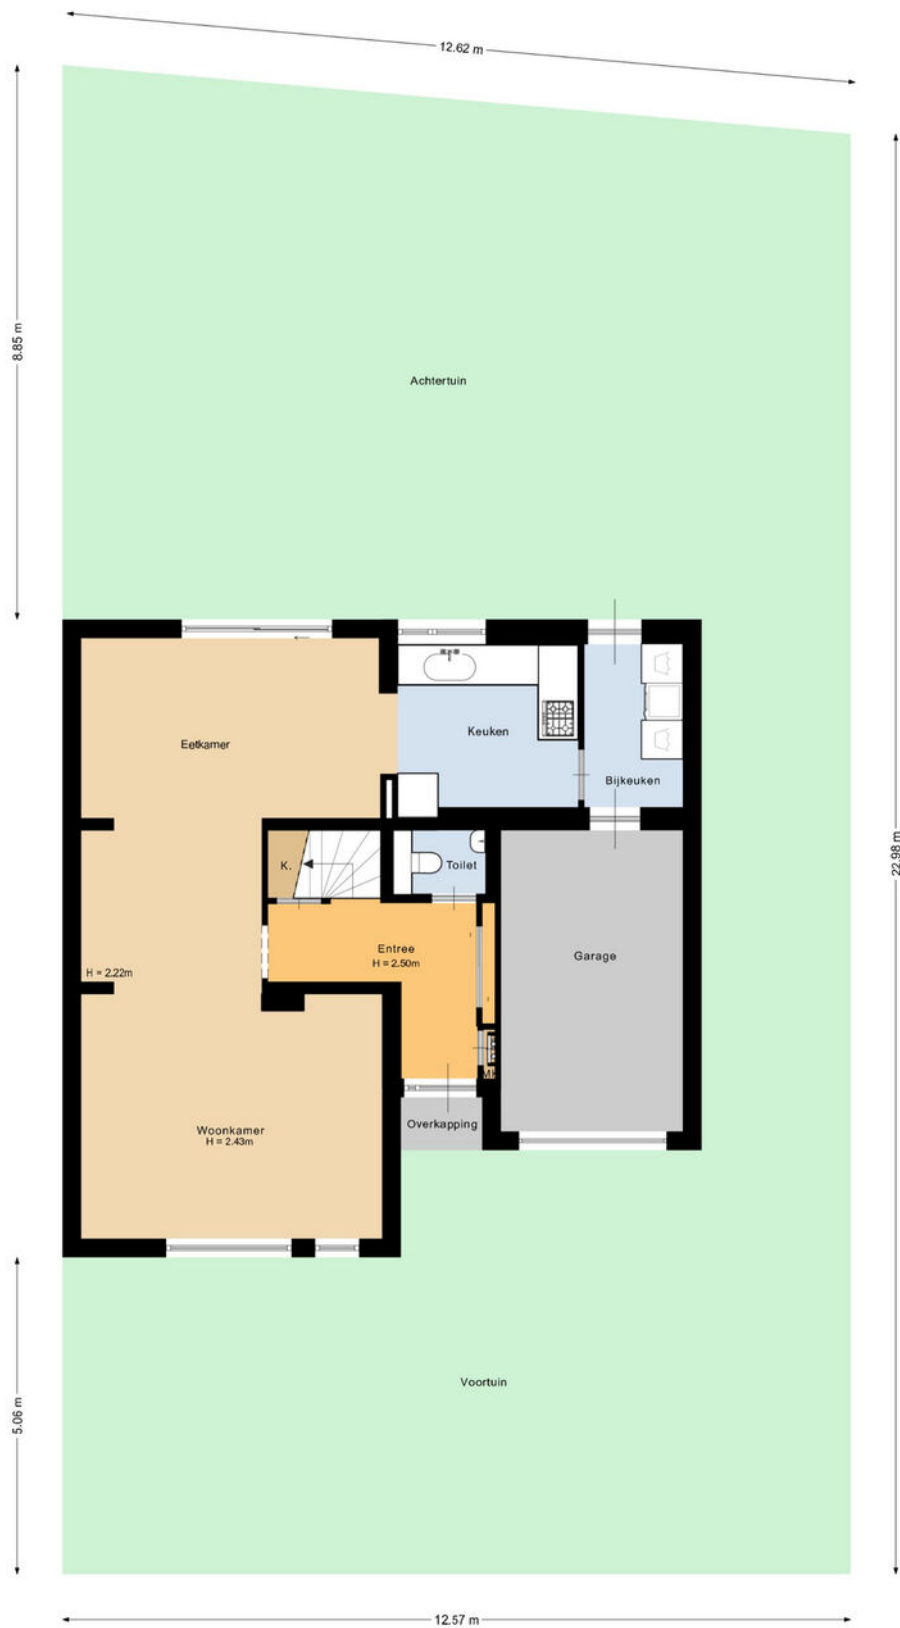 12.62 m
8.85 m
Achtertuin
Keuken
Eetkamer
Bijkeuken
K.
Toilet
22.98 m
Entree
H = 2.50m
Garage
H = 2.22m
Overkapping
Woonkamer
H = 2.43m
Voortuin
5.06 m
12.57 m